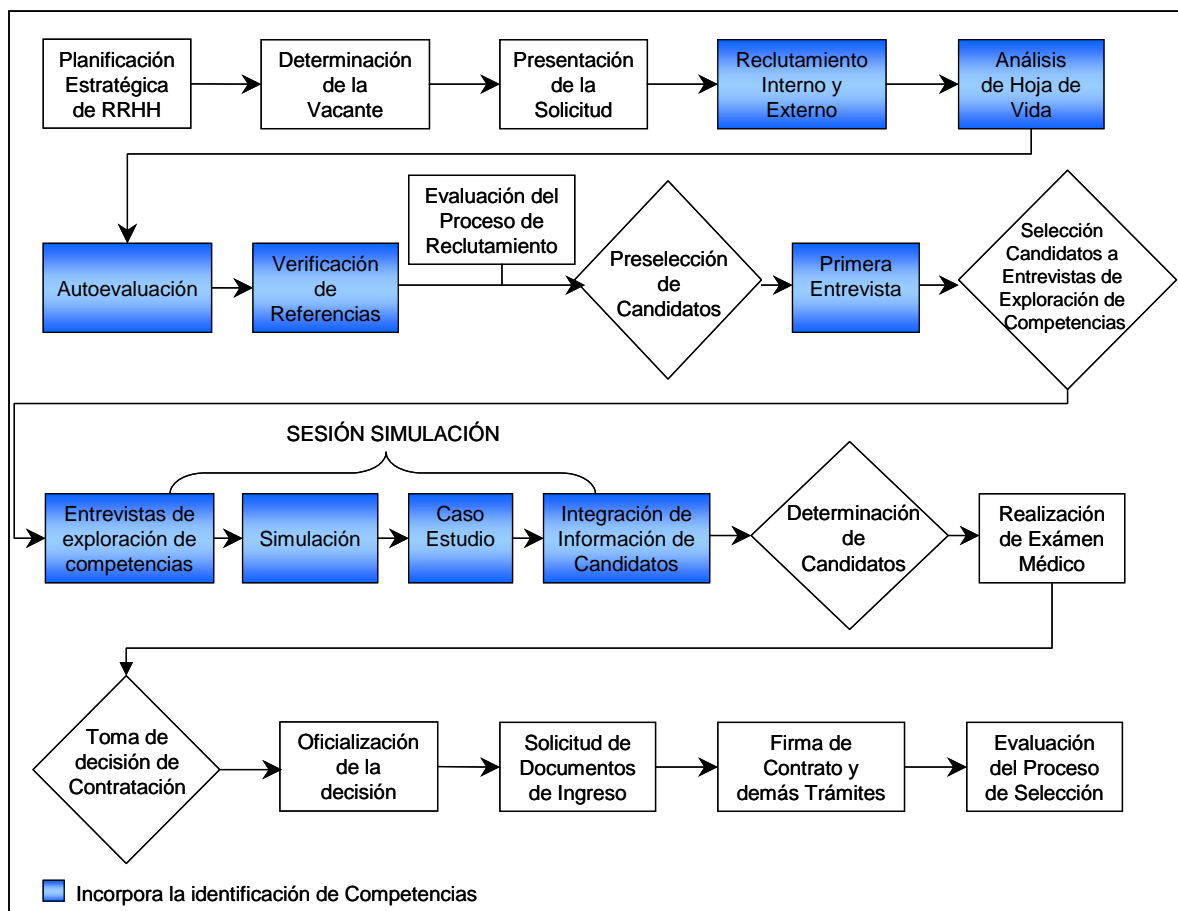 Planificación
Estratégica
de RRHH
Determinación
de la
Vacante
Presentación
de la
Solicitud
Reclutamiento
Interno y
Externo
Análisis
de Hoja de
Vida
Autoevaluación
Verificación
de
Referencias
Evaluación del
Proceso de
Reclutamiento
Preselección
de
Candidatos
Primera
Entrevista
Selección
Candidatos a
Entrevistas de
Exploración de
Competencias
SESIÓN SIMULACIÓN
Entrevistas de
exploración de
competencias
Simulación
Caso
Estudio
Integración de
Información de
Candidatos
Determinación
de
Candidatos
Realización
de Exámen
Médico
Toma de
decisión de
Contratación
Oficialización
de la
decisión
Solicitud de
Documentos
de Ingreso
Firma de
Contrato y
demás Trámites
Evaluación
del Proceso
de Selección
Incorpora la identificación de Competencias